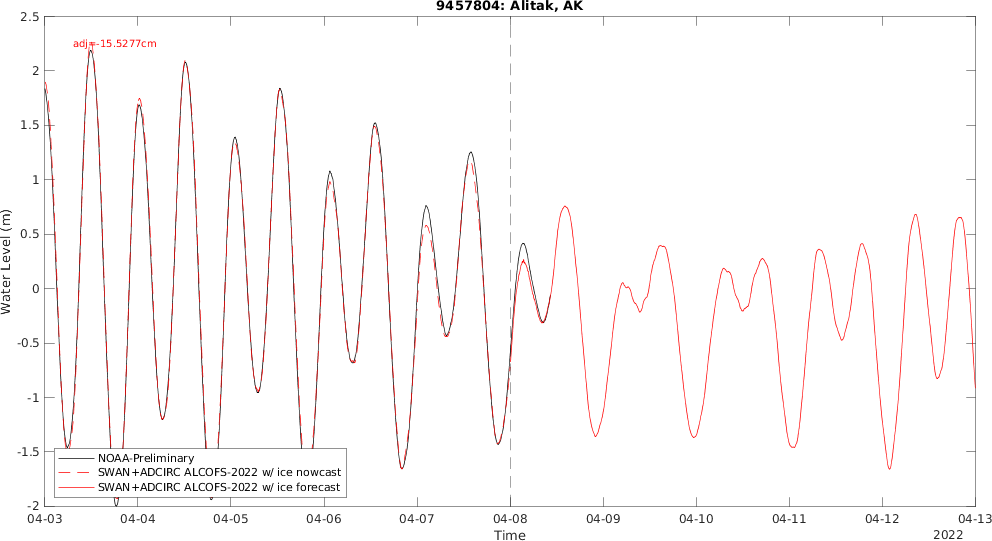 9457804: Alitak, AK
adj=-15.5277cm
Water Level (m)
2.5
2
1.5
1
0.5
0
-0.5
-1
-1.5
-2
NOAA-Preliminary
SWAN+ADCIRC ALCOFS-2022 w/ ice nowcast
SWAN+ADCIRC ALCOFS-2022 w/ ice forecast
04-03 04-04 04-05 04-06 04-07 04-08 04-09 04-10 04-11 04-12 04-13
Time
2022